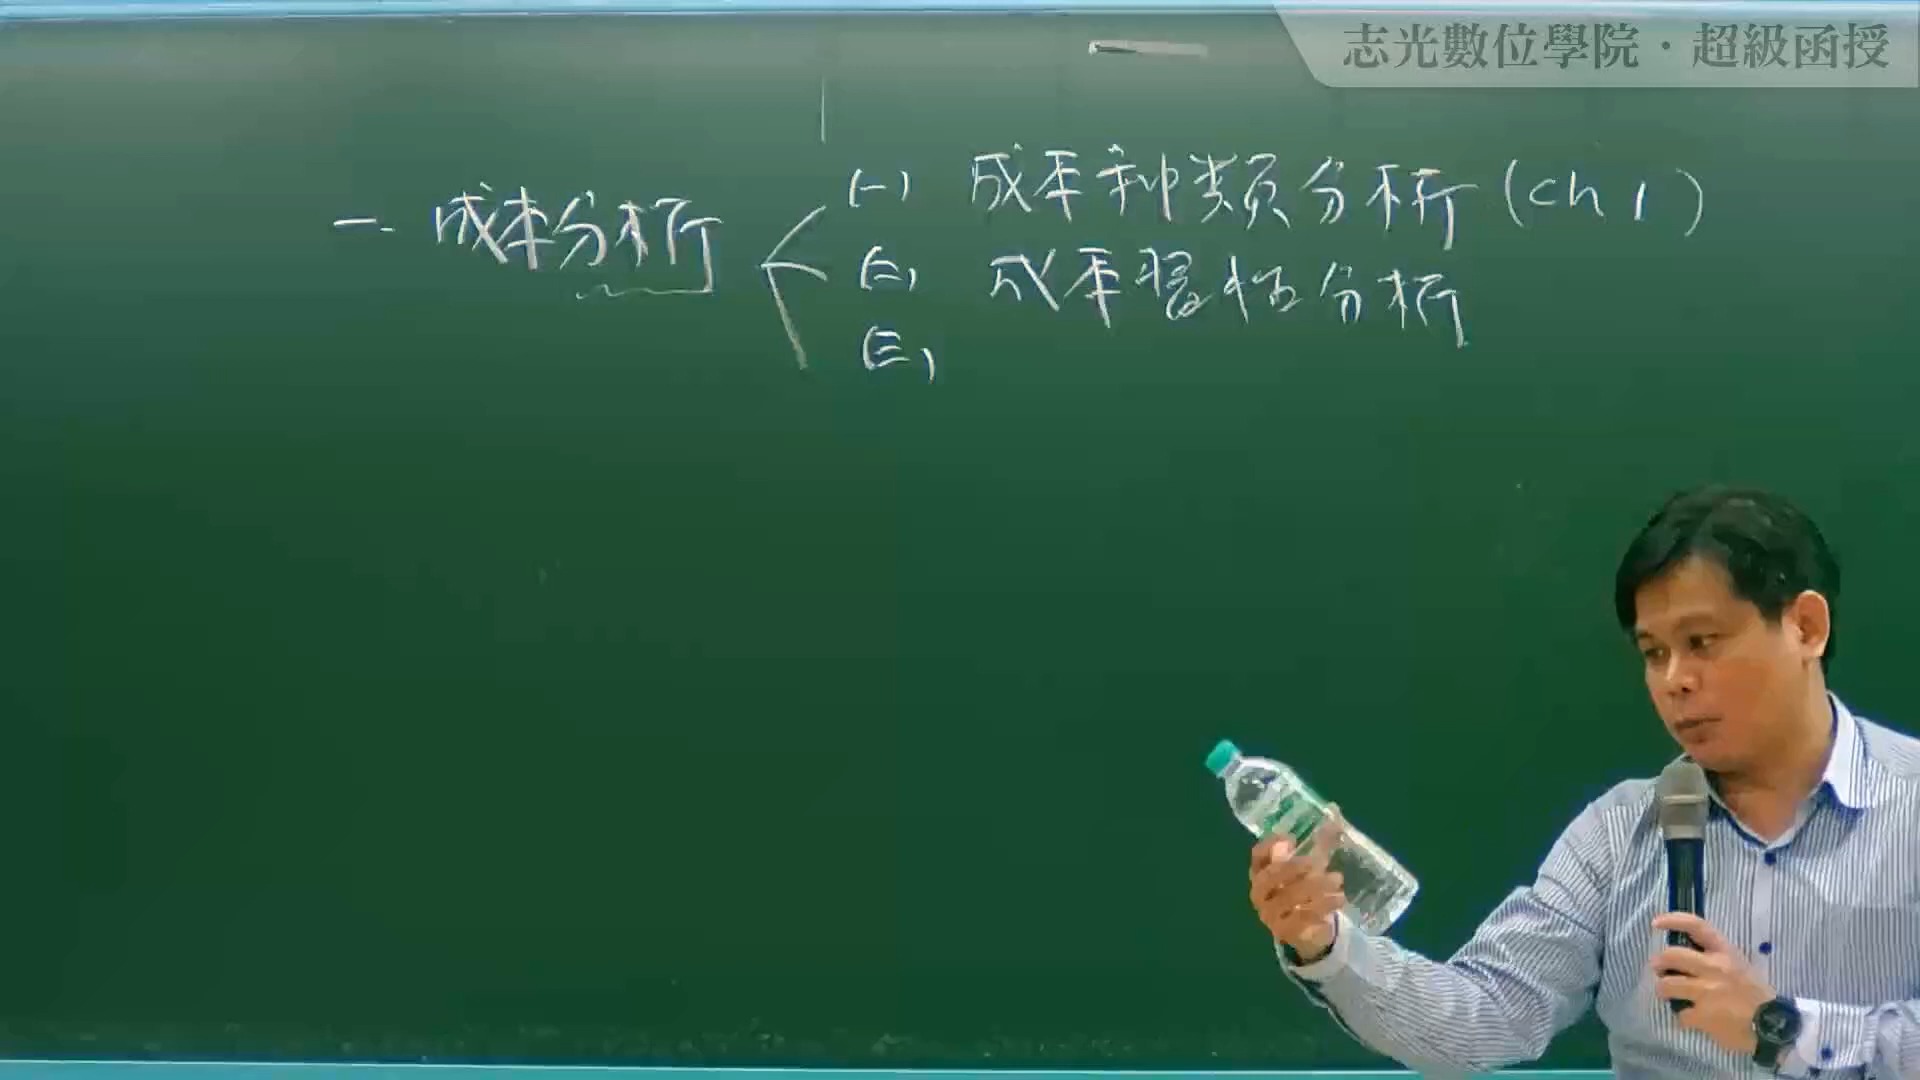 志光數位學院・超級函授
一. 成本分析
(一) 成本种類分析 (ch 1)
(二) 成本習性分析
(三)